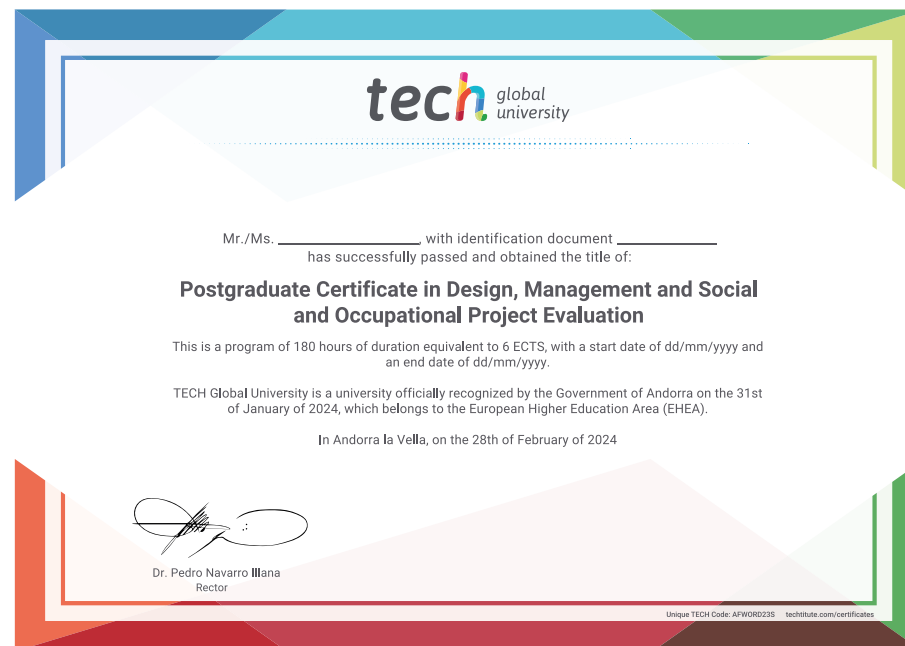 tech global university
Mr./Ms. ____________________, with identification document ______________
has successfully passed and obtained the title of:
Postgraduate Certificate in Design, Management and Social
and Occupational Project Evaluation
This is a program of 180 hours of duration equivalent to 6 ECTS, with a start date of dd/mm/yyyy and
an end date of dd/mm/yyyy.
TECH Global University is a university officially recognized by the Government of Andorra on the 31st
of January of 2024, which belongs to the European Higher Education Area (EHEA).
In Andorra la Vella, on the 28th of February of 2024
Dr. Pedro Navarro Illana
Rector
Unique TECH Code: AFWORD23S techtitute.com/certificates